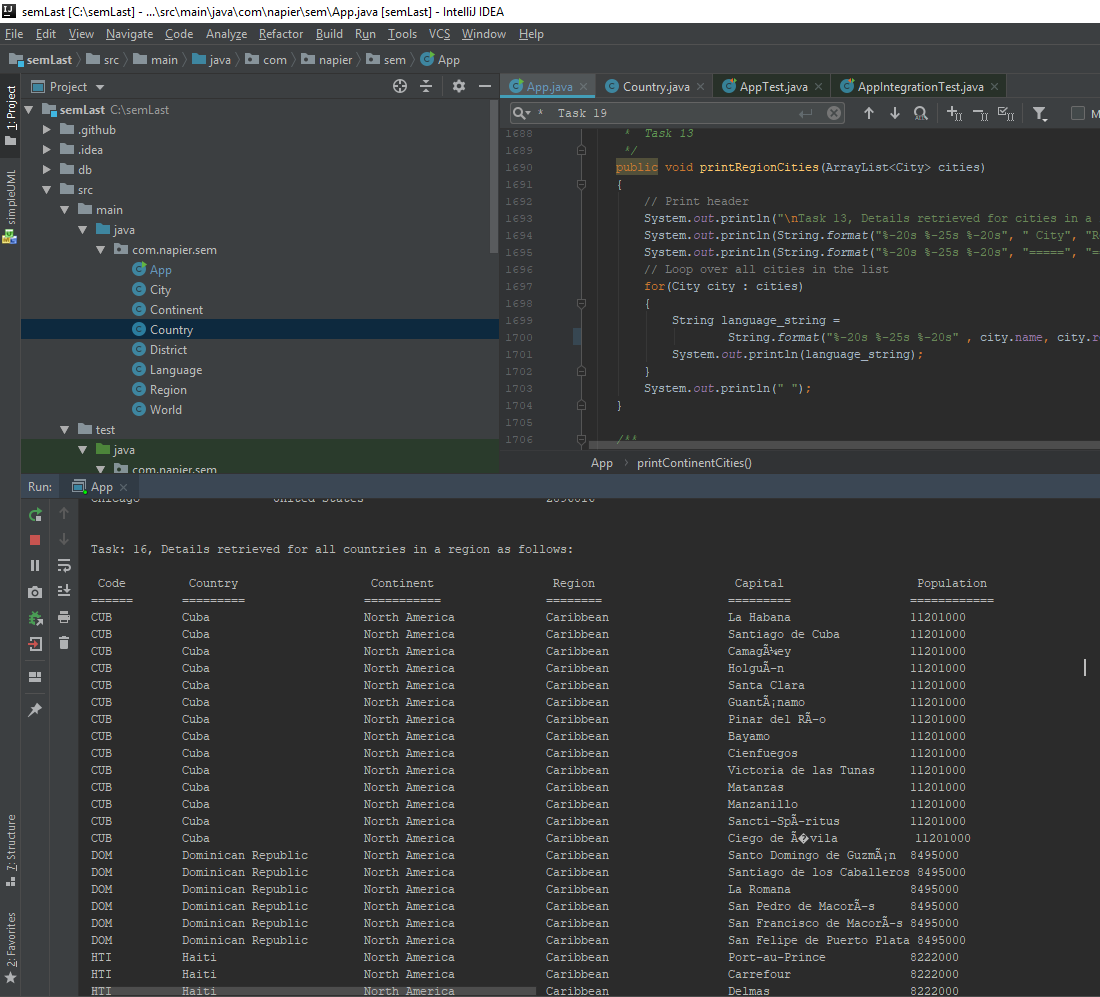 semLast [C:\semLast] - ...\src\main\java\com\napier\sem\App.java [semLast] - IntelliJ IDEA
File Edit View Navigate Code Analyze Refactor Build Run Tools VCS Window Help
semLast src main java com napier sem App
Project
App.java Country.java AppTest.java AppIntegrationTest.java
1: Project
simpleUML
7: Structure
2: Favorites
semLast C:\semLast
.github
.idea
db
src
main
java
com.napier.sem
App
City
Continent
Country
District
Language
Region
World
test
java
com.napier.sem
* Task 19
M
1688 * Task 13
1689 */
1690 public void printRegionCities(ArrayList<City> cities)
1691 {
1692 // Print header
1693 System.out.println("\nTask 13, Details retrieved for cities in a
1694 System.out.println(String.format("%-20s %-25s %-20s", " City", "R
1695 System.out.println(String.format("%-20s %-25s %-20s", "=====", "=
1696 // Loop over all cities in the list
1697 for(City city : cities)
1698 {
1699 String language_string =
1700 String.format("%-20s %-25s %-20s" , city.name, city.r
1701 System.out.println(language_string);
1702 }
1703 System.out.println(" ");
1704 }
1705
1706 /**
App printContinentCities()
Run: App
Chicago United States 2896016
Task: 16, Details retrieved for all countries in a region as follows:
Code Country Continent Region Capital Population
====== ========= =========== ======== ========= ============
CUB Cuba North America Caribbean La Habana 11201000
CUB Cuba North America Caribbean Santiago de Cuba 11201000
CUB Cuba North America Caribbean CamagÃ¼ey 11201000
CUB Cuba North America Caribbean HolguÃ-n 11201000
CUB Cuba North America Caribbean Santa Clara 11201000
CUB Cuba North America Caribbean GuantÃ¡namo 11201000
CUB Cuba North America Caribbean Pinar del RÃ-o 11201000
CUB Cuba North America Caribbean Bayamo 11201000
CUB Cuba North America Caribbean Cienfuegos 11201000
CUB Cuba North America Caribbean Victoria de las Tunas 11201000
CUB Cuba North America Caribbean Matanzas 11201000
CUB Cuba North America Caribbean Manzanillo 11201000
CUB Cuba North America Caribbean Sancti-SpÃ-ritus 11201000
CUB Cuba North America Caribbean Ciego de Ã�vila 11201000
DOM Dominican Republic North America Caribbean Santo Domingo de GuzmÃ¡n 8495000
DOM Dominican Republic North America Caribbean Santiago de los Caballeros 8495000
DOM Dominican Republic North America Caribbean La Romana 8495000
DOM Dominican Republic North America Caribbean San Pedro de MacorÃ-s 8495000
DOM Dominican Republic North America Caribbean San Francisco de MacorÃ-s 8495000
DOM Dominican Republic North America Caribbean San Felipe de Puerto Plata 8495000
HTI Haiti North America Caribbean Port-au-Prince 8222000
HTI Haiti North America Caribbean Carrefour 8222000
HTI Haiti North America Caribbean Delmas 8222000